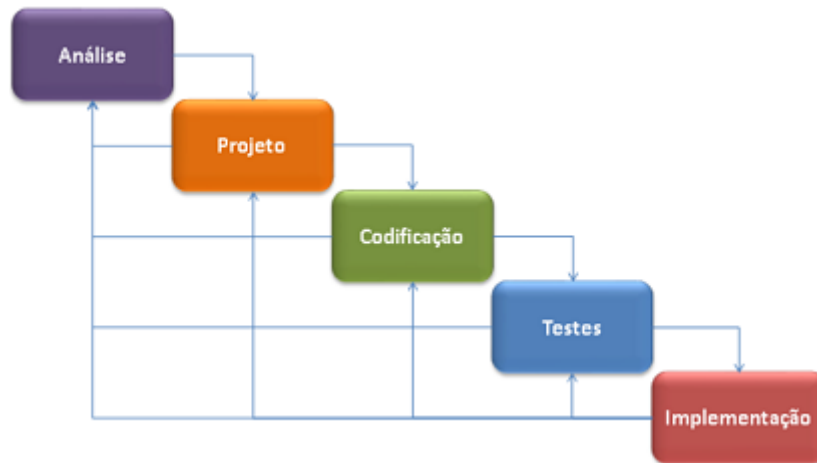 Análise
Projeto
Codificação
Testes
Implementação